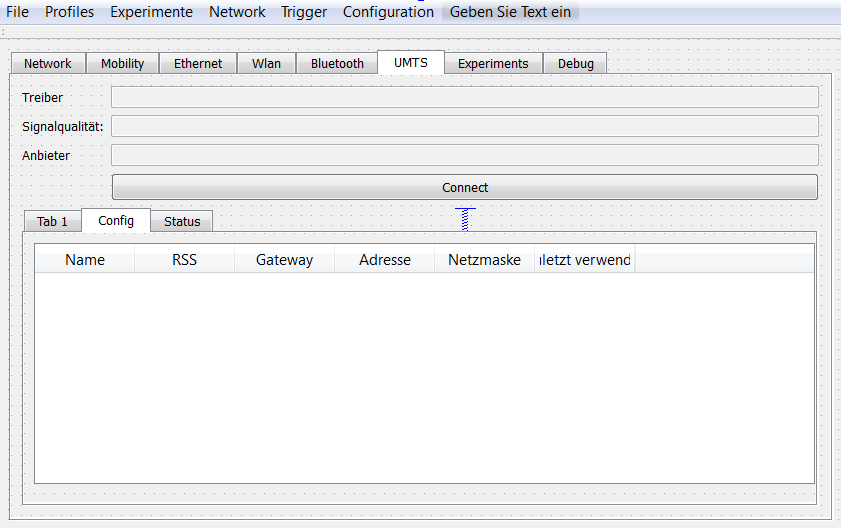 File Profiles Experimente Network Trigger Configuration Geben Sie Text ein
Network Mobility Ethernet Wlan Bluetooth UMTS Experiments Debug
Treiber
Signalqualität:
Anbieter
Connect
Tab 1 Config Status
Name RSS Gateway Adresse Netzmaske uletzt verwend